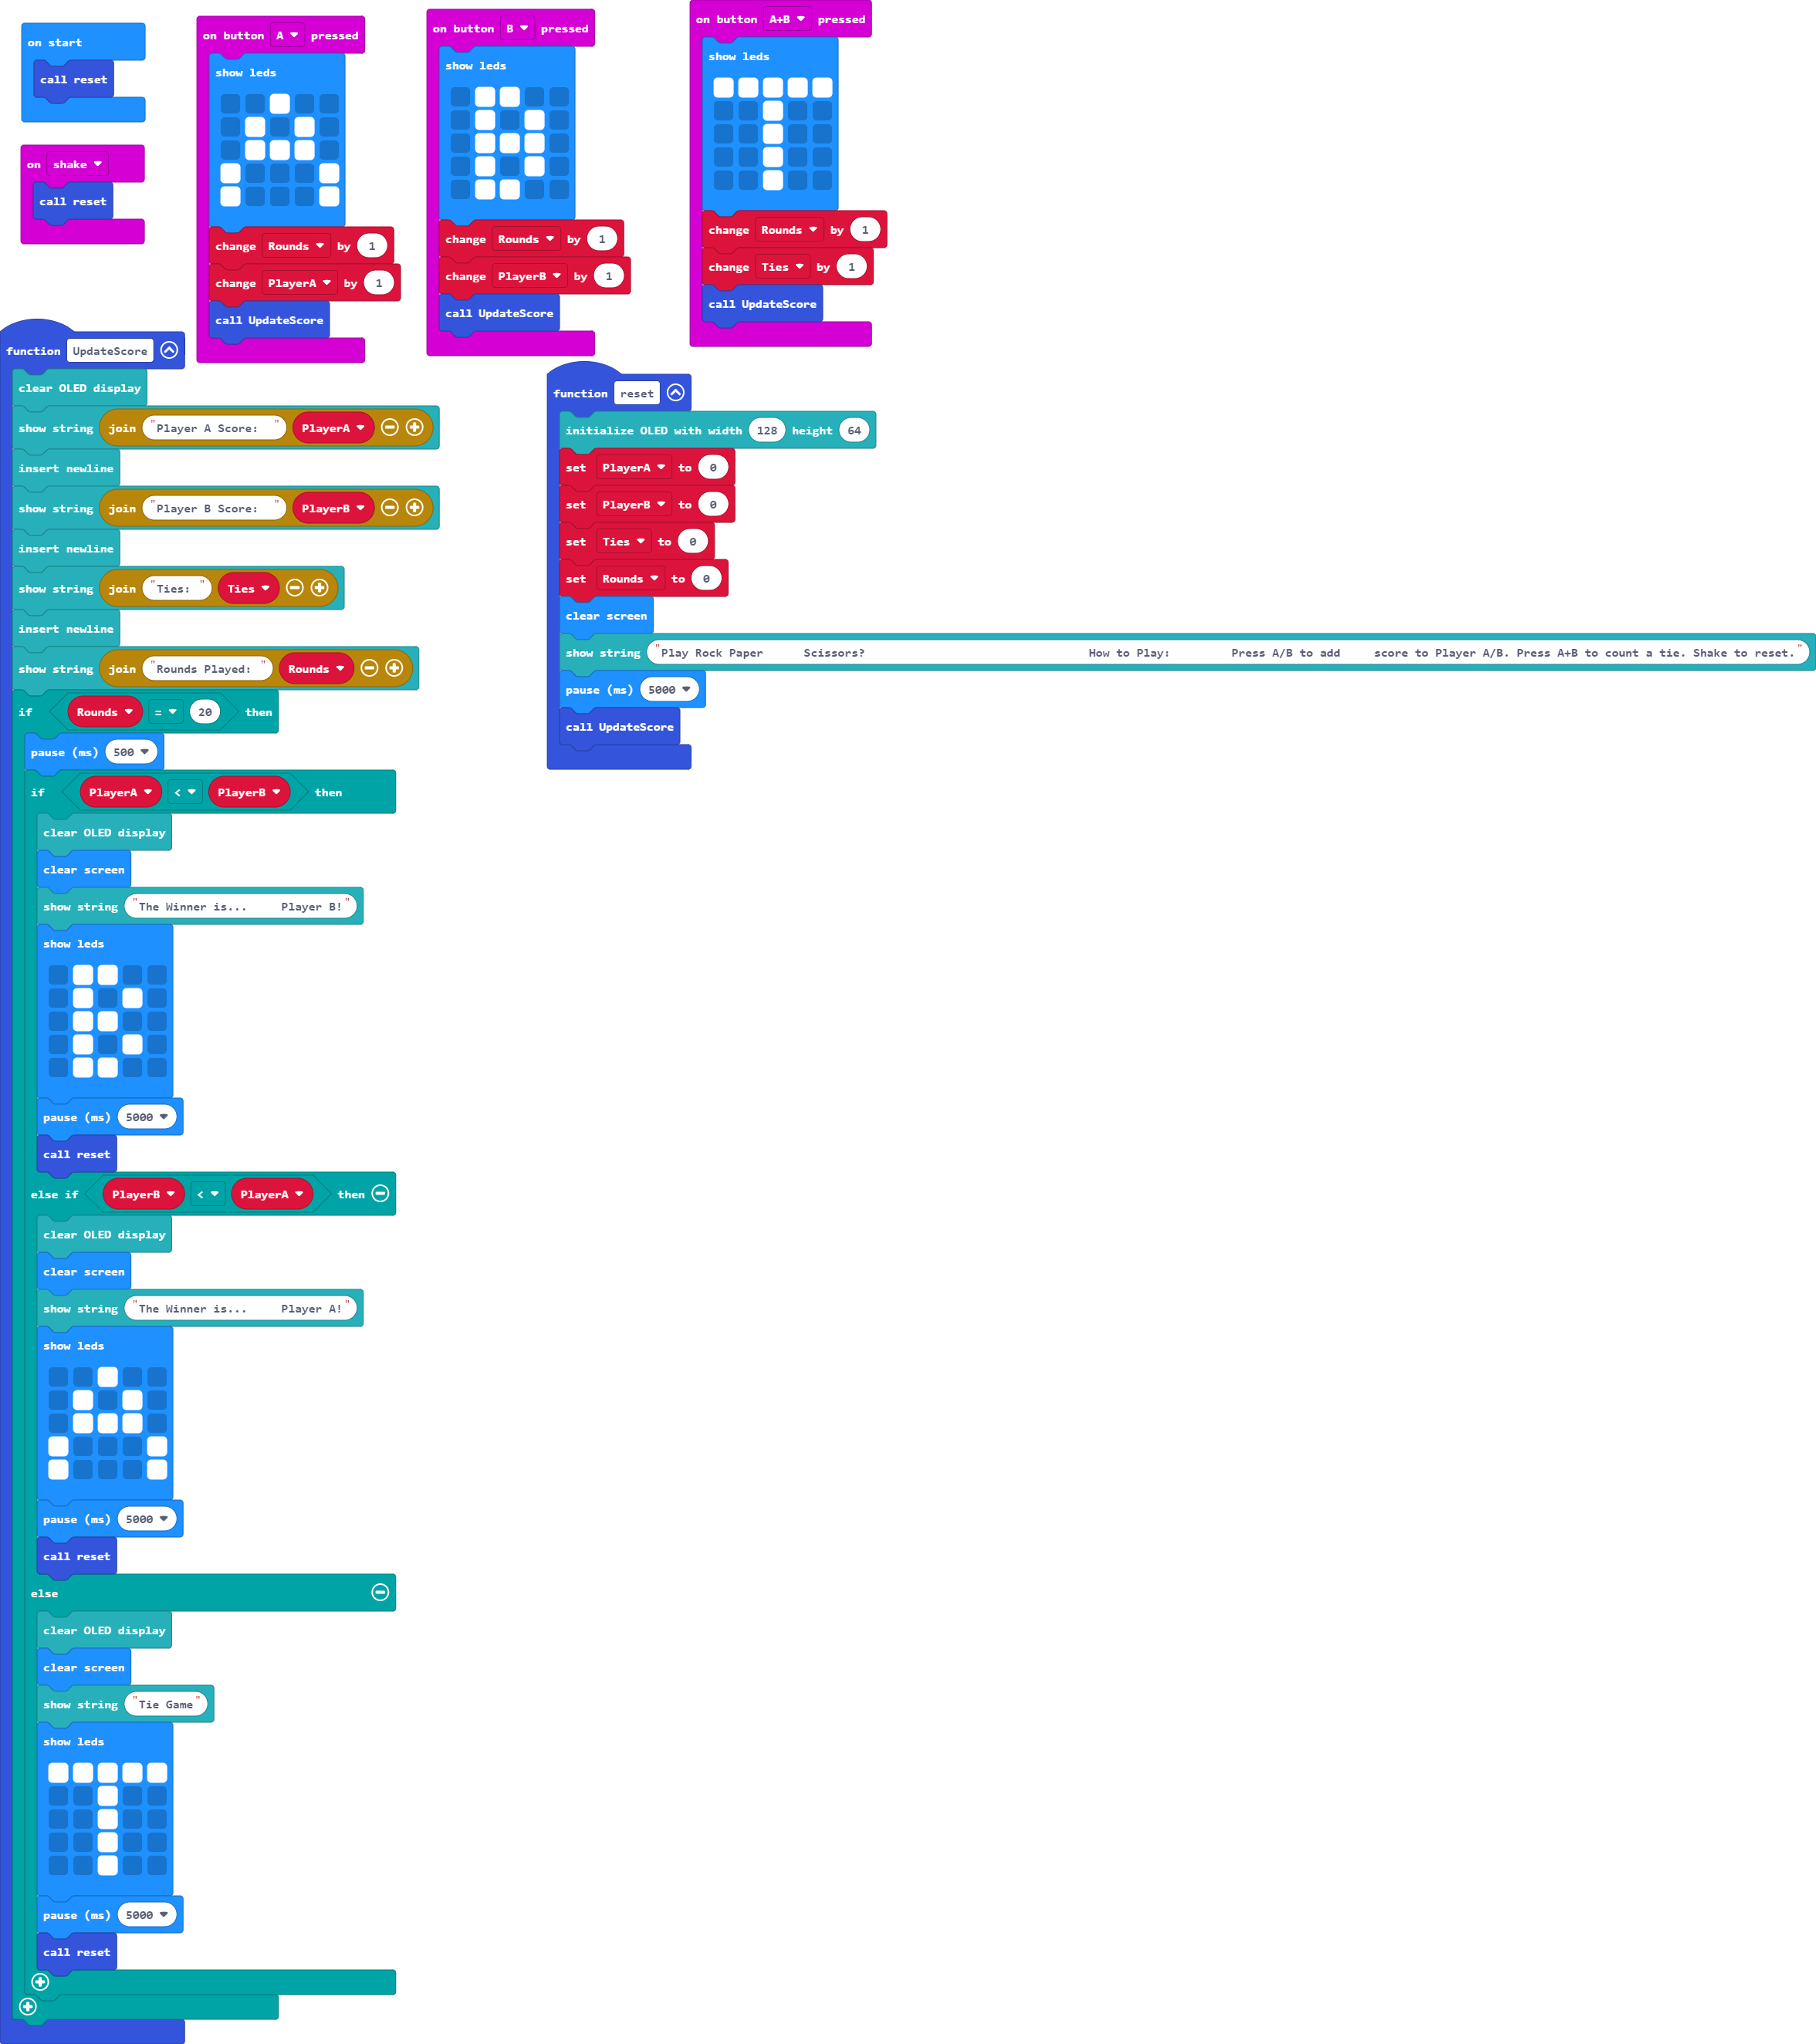 on start
call reset
on shake
call reset
on button A pressed
show leds
change Rounds by 1
change PlayerA by 1
call UpdateScore
on button B pressed
show leds
change Rounds by 1
change PlayerB by 1
call UpdateScore
on button A+B pressed
show leds
change Rounds by 1
change Ties by 1
call UpdateScore
function UpdateScore
clear OLED display
show string join "Player A Score: " PlayerA
insert newline
show string join "Player B Score: " PlayerB
insert newline
show string join "Ties: " Ties
insert newline
show string join "Rounds Played: " Rounds
if Rounds = 20 then
pause (ms) 500
if PlayerA < PlayerB then
clear OLED display
clear screen
show string "The Winner is... Player B!"
show leds
pause (ms) 5000
call reset
else if PlayerB < PlayerA then
clear OLED display
clear screen
show string "The Winner is... Player A!"
show leds
pause (ms) 5000
call reset
else
clear OLED display
clear screen
show string "Tie Game"
show leds
pause (ms) 5000
call reset
function reset
initialize OLED with width 128 height 64
set PlayerA to 0
set PlayerB to 0
set Ties to 0
set Rounds to 0
clear screen
show string "Play Rock Paper Scissors? How to Play: Press A/B to add score to Player A/B. Press A+B to count a tie. Shake to reset."
pause (ms) 5000
call UpdateScore